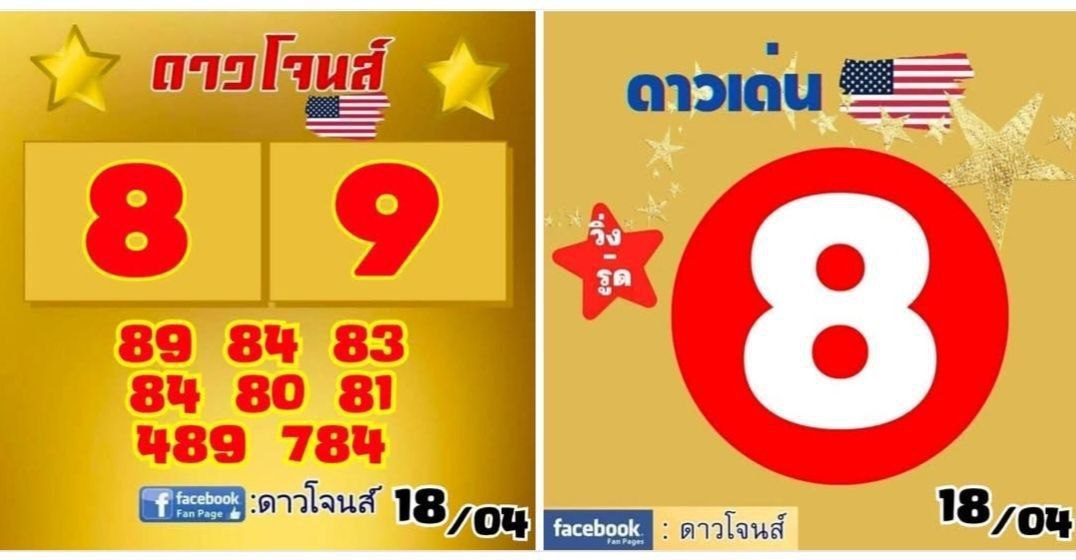 ดาวโจนส์
8 9
89 84 83
84 80 81
489 784
facebook
Fan Page
:ดาวโจนส์
18/04
ดาวเด่น
วิ่ง
-
รูด
8
facebook.
Fan Pages
: ดาวโจนส์
18/04